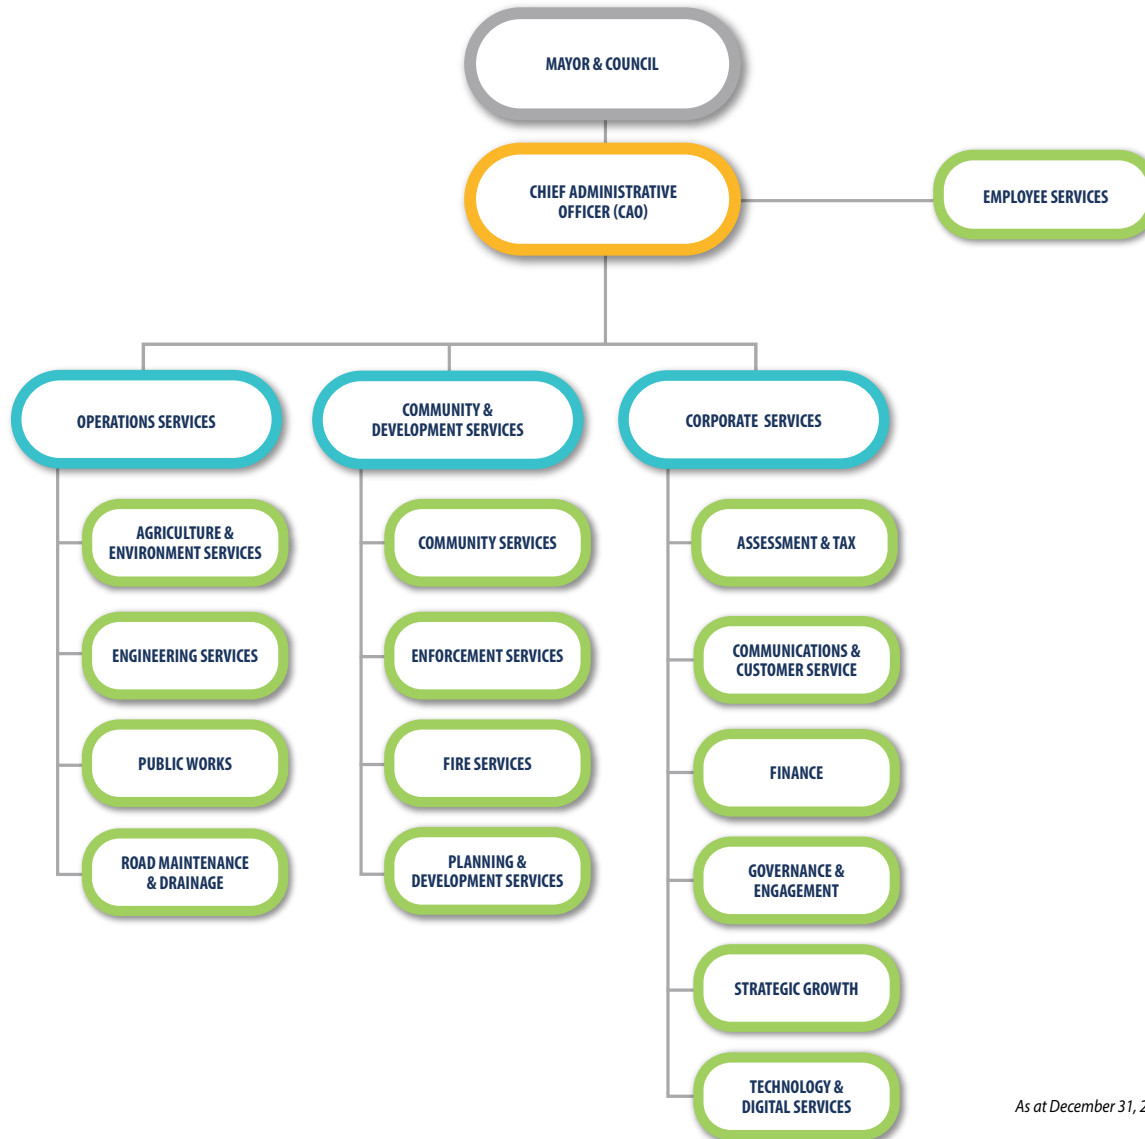 MAYOR & COUNCIL
CHIEF ADMINISTRATIVE
OFFICER (CAO)
EMPLOYEE SERVICES
OPERATIONS SERVICES
COMMUNITY &
DEVELOPMENT SERVICES
CORPORATE SERVICES
AGRICULTURE &
ENVIRONMENT SERVICES
ENGINEERING SERVICES
PUBLIC WORKS
ROAD MAINTENANCE
& DRAINAGE
COMMUNITY SERVICES
ENFORCEMENT SERVICES
FIRE SERVICES
PLANNING &
DEVELOPMENT SERVICES
ASSESSMENT & TAX
COMMUNICATIONS &
CUSTOMER SERVICE
FINANCE
GOVERNANCE &
ENGAGEMENT
STRATEGIC GROWTH
TECHNOLOGY &
DIGITAL SERVICES
As at December 31,